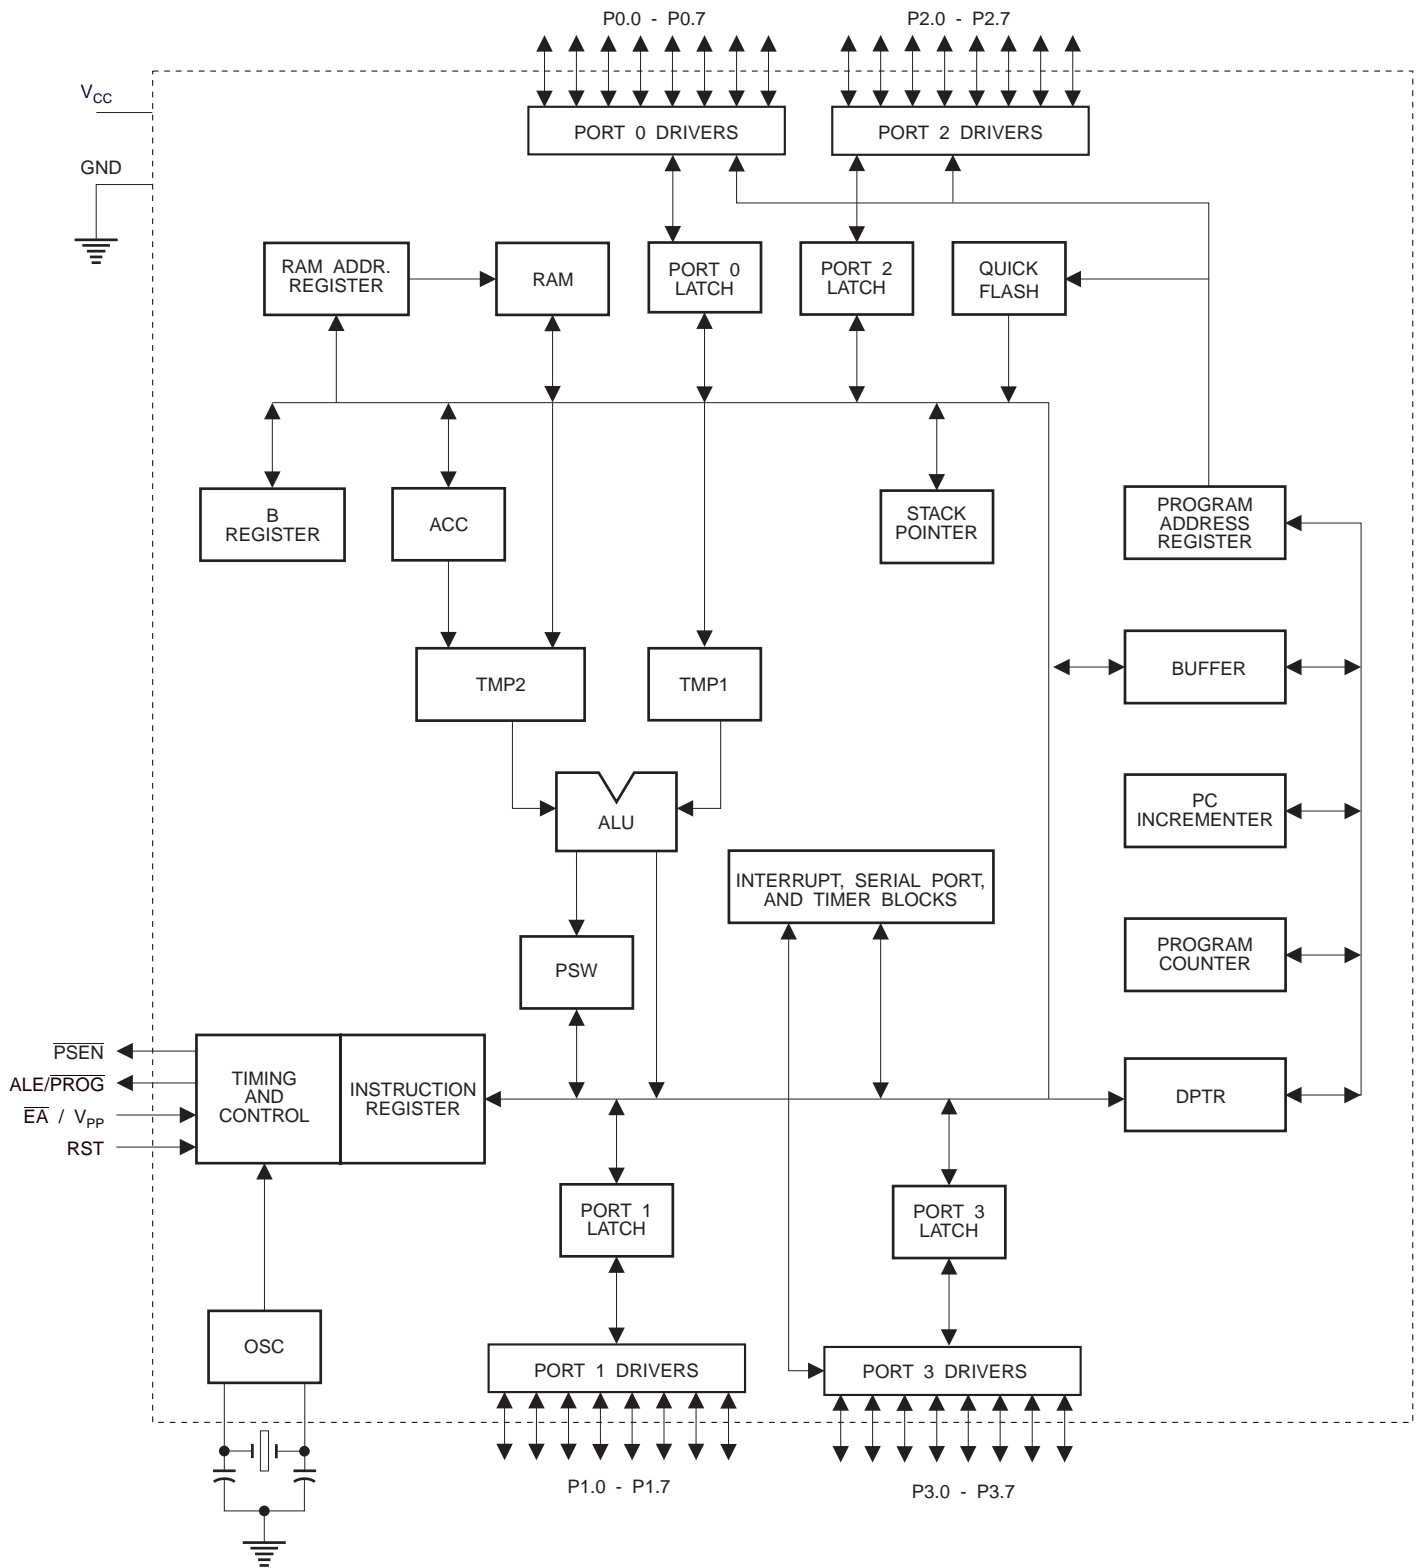 P0.0 - P0.7
P2.0 - P2.7
VCC
PORT 0 DRIVERS
PORT 2 DRIVERS
GND
RAM ADDR.
REGISTER
RAM
PORT 0
LATCH
PORT 2
LATCH
QUICK
FLASH
B
REGISTER
ACC
STACK
POINTER
PROGRAM
ADDRESS
REGISTER
TMP2
TMP1
BUFFER
ALU
PC
INCREMENTER
INTERRUPT, SERIAL PORT,
AND TIMER BLOCKS
PSW
PROGRAM
COUNTER
PSEN
ALE/PROG
EA / VPP
RST
TIMING
AND
CONTROL
INSTRUCTION
REGISTER
DPTR
PORT 1
LATCH
PORT 3
LATCH
OSC
PORT 1 DRIVERS
PORT 3 DRIVERS
P1.0 - P1.7
P3.0 - P3.7